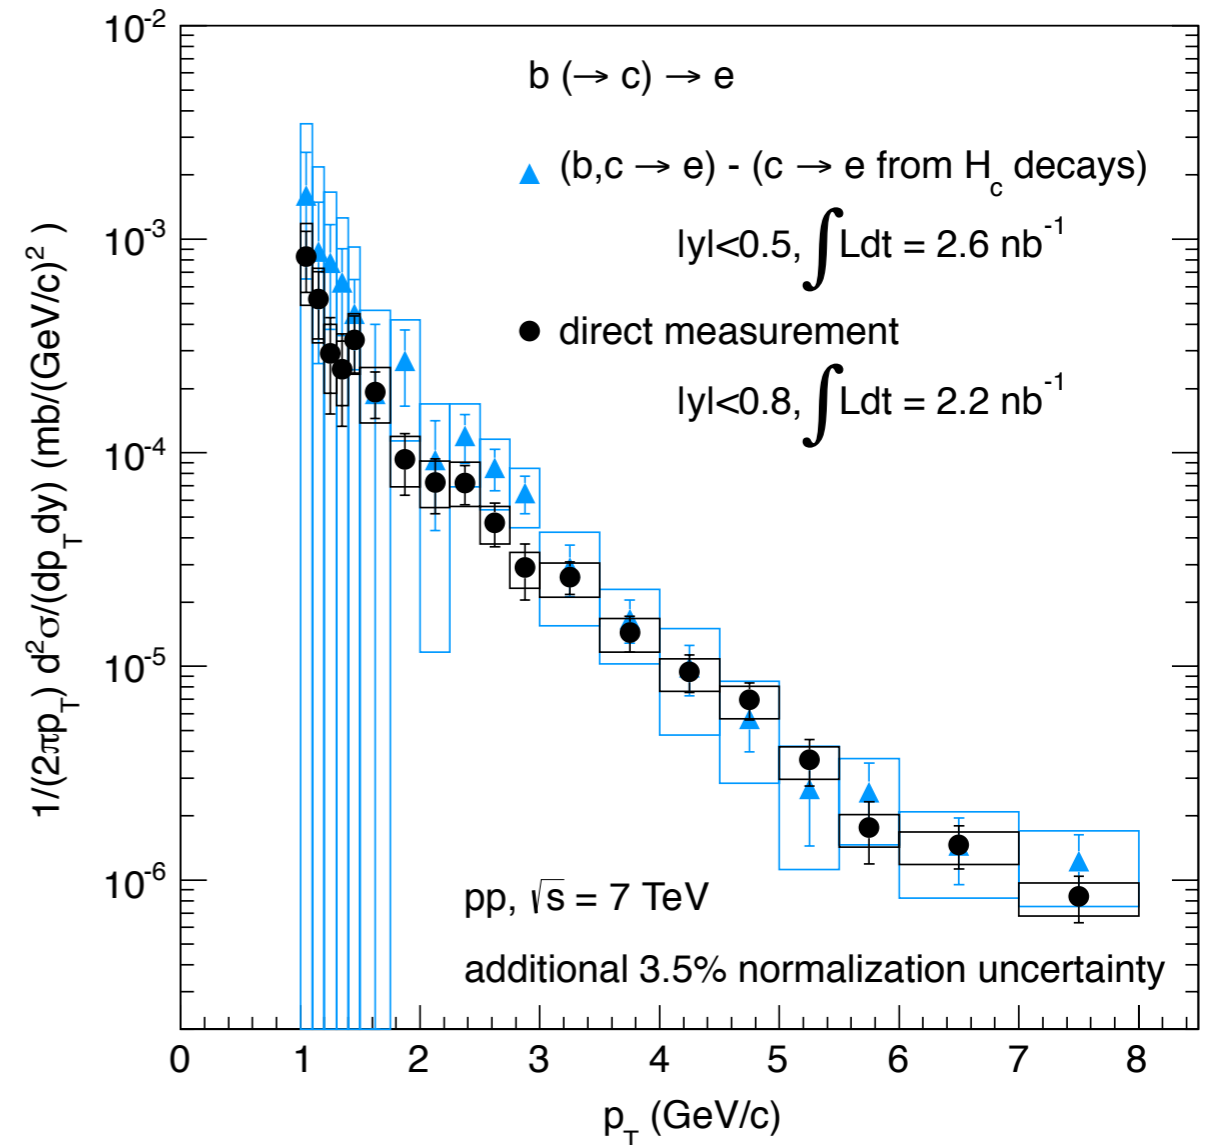 10⁻²
10⁻³
10⁻⁴
10⁻⁵
10⁻⁶
1/(2πp_T) d²σ/(dp_Tdy) (mb/(GeV/c)²)
b (→ c) → e
(b,c → e) - (c → e from H_c decays)
|y|<0.5, ∫Ldt = 2.6 nb⁻¹
direct measurement
|y|<0.8, ∫Ldt = 2.2 nb⁻¹
pp, √s = 7 TeV
additional 3.5% normalization uncertainty
0 1 2 3 4 5 6 7 8
p_T (GeV/c)